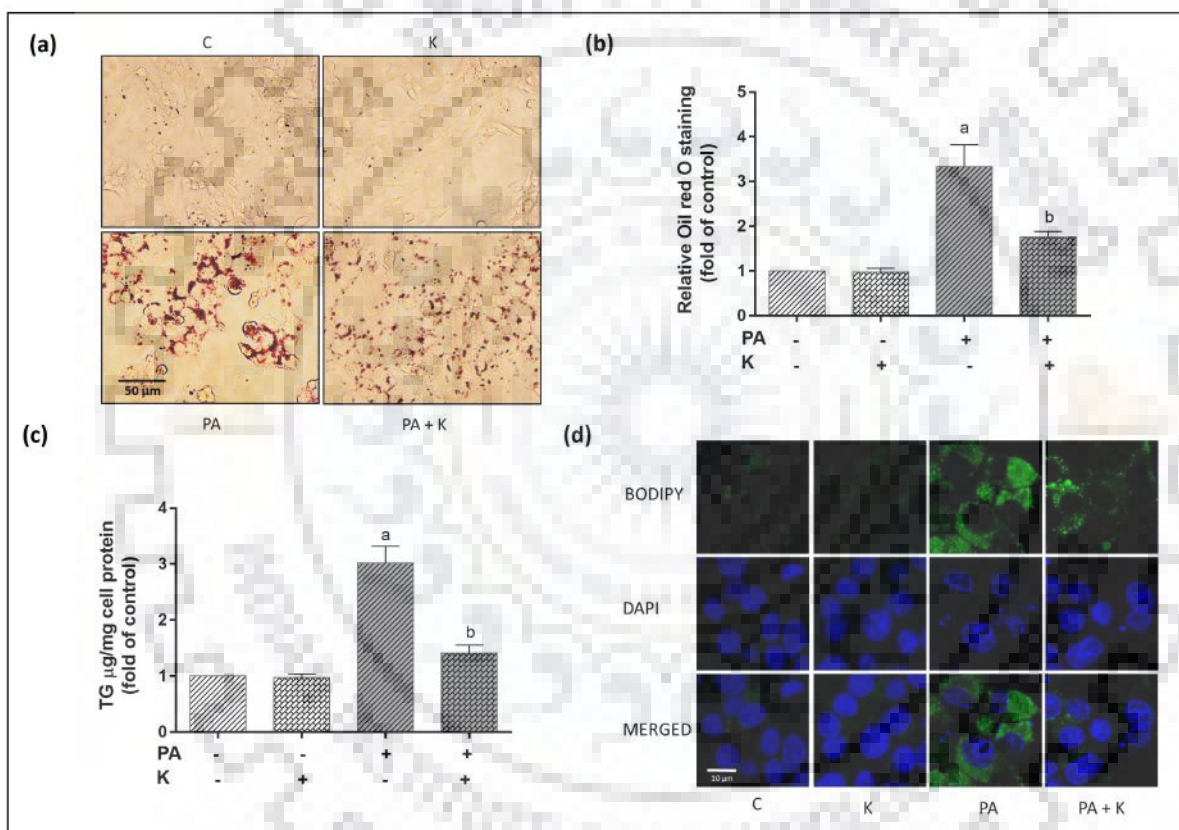 (a)
C K
50 μm
PA PA + K
(b)
Relative Oil red O staining
(fold of control)
5
4
3
2
1
0
a
b
PA - - + +
K - + - +
(c)
TG μg/mg cell protein
(fold of control)
4
3
2
1
0
a
b
PA - - + +
K - + - +
(d)
BODIPY
DAPI
MERGED
10 μm
C K PA PA + K